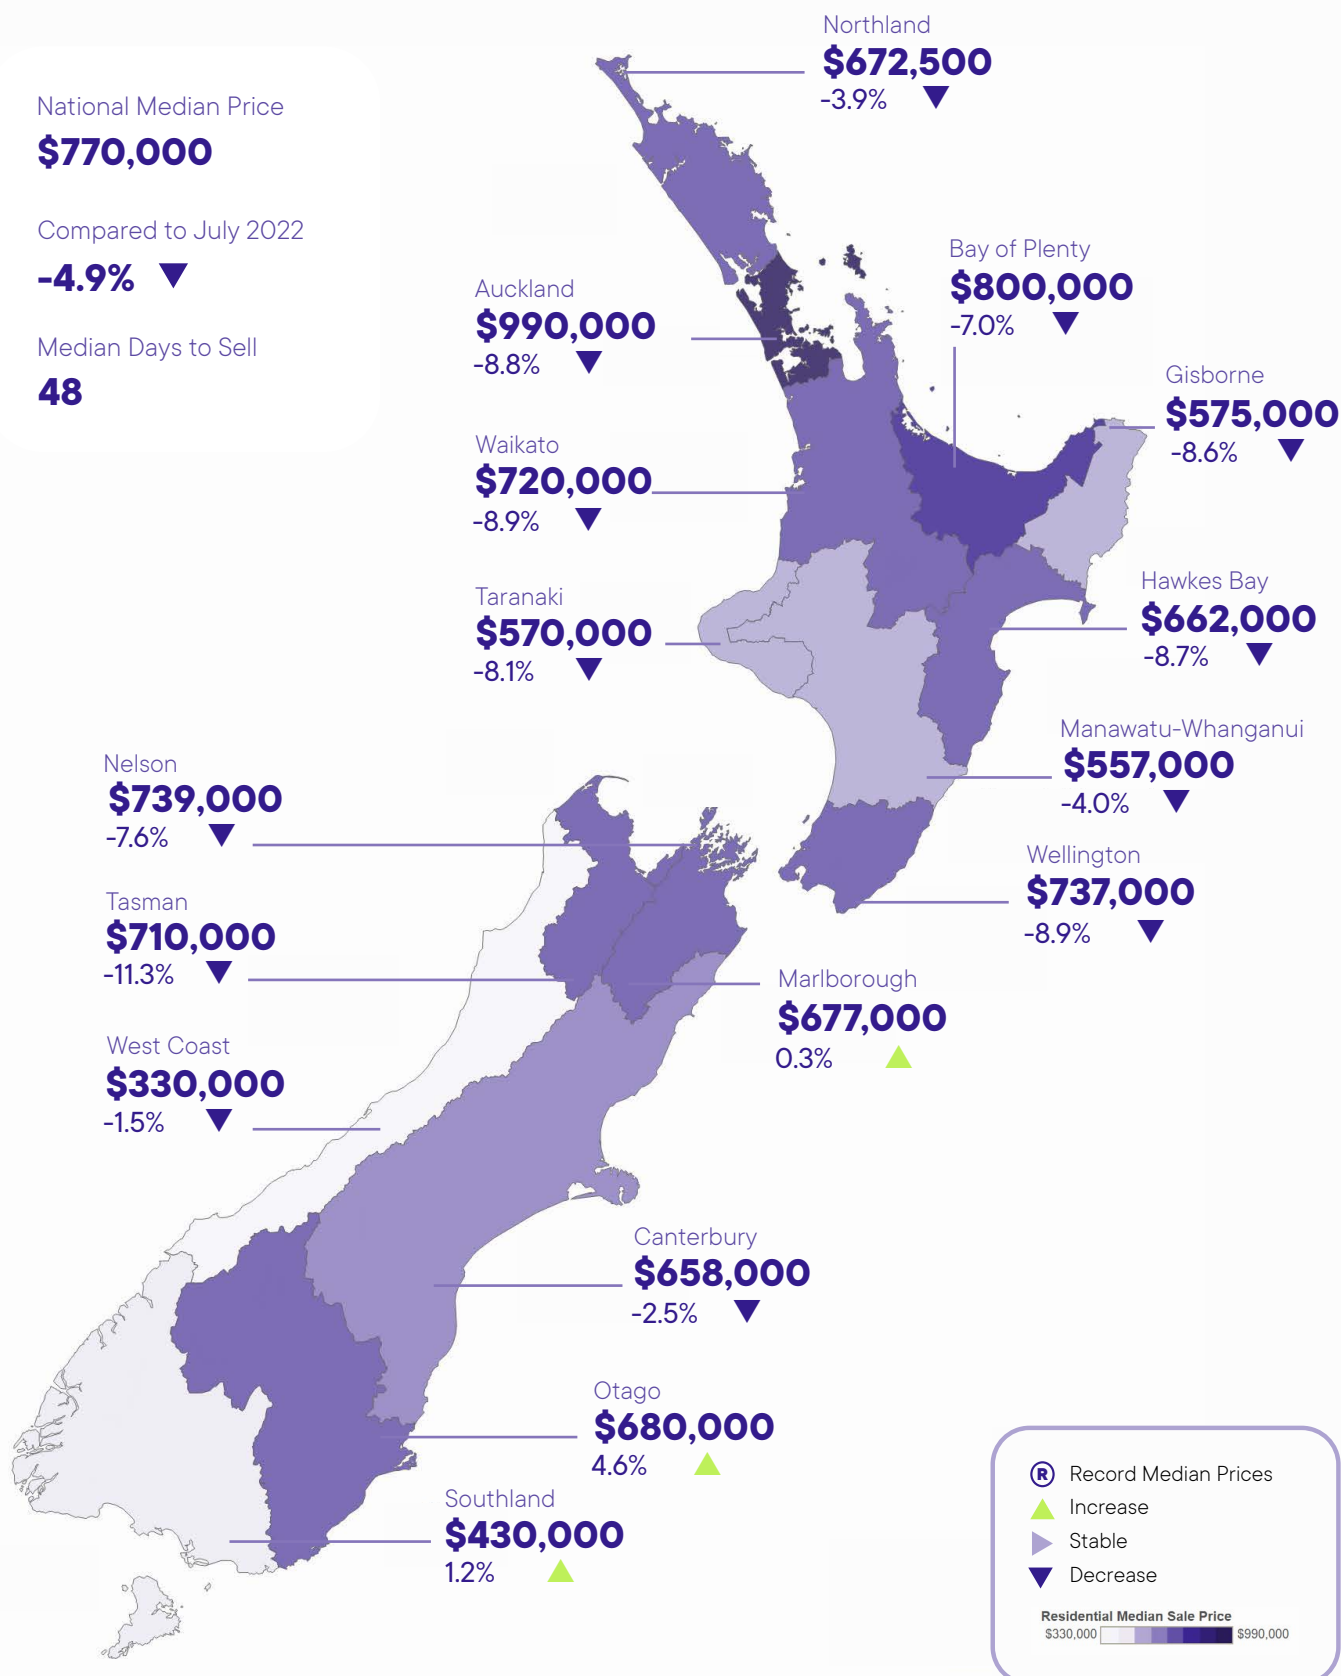 National Median Price
$770,000
Compared to July 2022
-4.9%
Median Days to Sell
48
Northland
$672,500
-3.9%
Auckland
$990,000
-8.8%
Bay of Plenty
$800,000
-7.0%
Gisborne
$575,000
-8.6%
Waikato
$720,000
-8.9%
Taranaki
$570,000
-8.1%
Hawkes Bay
$662,000
-8.7%
Manawatu-Whanganui
$557,000
-4.0%
Wellington
$737,000
-8.9%
Nelson
$739,000
-7.6%
Tasman
$710,000
-11.3%
Marlborough
$677,000
0.3%
West Coast
$330,000
-1.5%
Canterbury
$658,000
-2.5%
Otago
$680,000
4.6%
Southland
$430,000
1.2%
R Record Median Prices
Increase
Stable
Decrease
Residential Median Sale Price
$330,000 $990,000